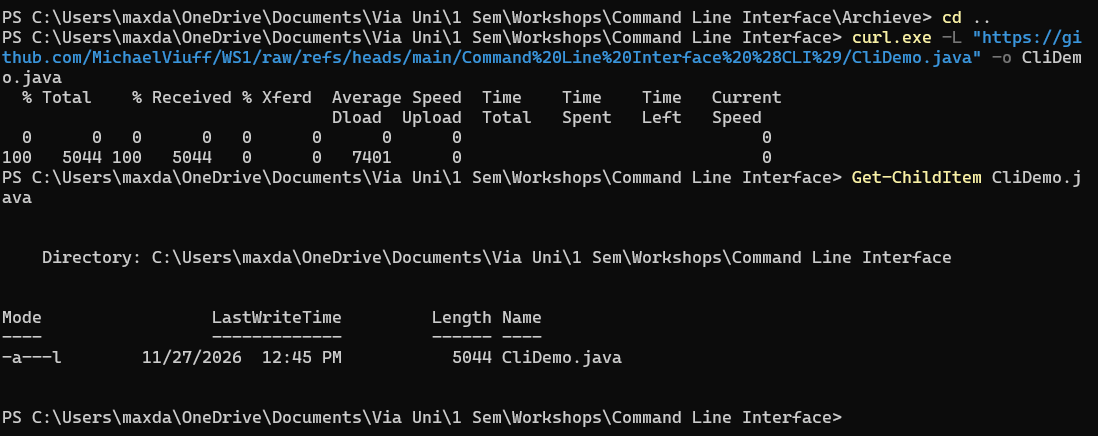 PS C:\Users\maxda\OneDrive\Documents\Via Uni\1 Sem\Workshops\Command Line Interface\Archieve> cd ..
PS C:\Users\maxda\OneDrive\Documents\Via Uni\1 Sem\Workshops\Command Line Interface> curl.exe -L "https://gi
thub.com/MichaelViuff/WS1/raw/refs/heads/main/Command%20Line%20Interface%20%28CLI%29/CliDemo.java" -o CliDem
o.java
  % Total    % Received % Xferd  Average Speed  Time    Time    Time   Current
                                 Dload  Upload  Total   Spent   Left   Speed
  0      0   0      0   0      0      0      0                              0
100   5044 100   5044   0      0   7401      0                              0
PS C:\Users\maxda\OneDrive\Documents\Via Uni\1 Sem\Workshops\Command Line Interface> Get-ChildItem CliDemo.j
ava
    Directory: C:\Users\maxda\OneDrive\Documents\Via Uni\1 Sem\Workshops\Command Line Interface
Mode                 LastWriteTime         Length Name
----                 -------------         ------ ----
-a---l        11/27/2026  12:45 PM           5044 CliDemo.java
PS C:\Users\maxda\OneDrive\Documents\Via Uni\1 Sem\Workshops\Command Line Interface>